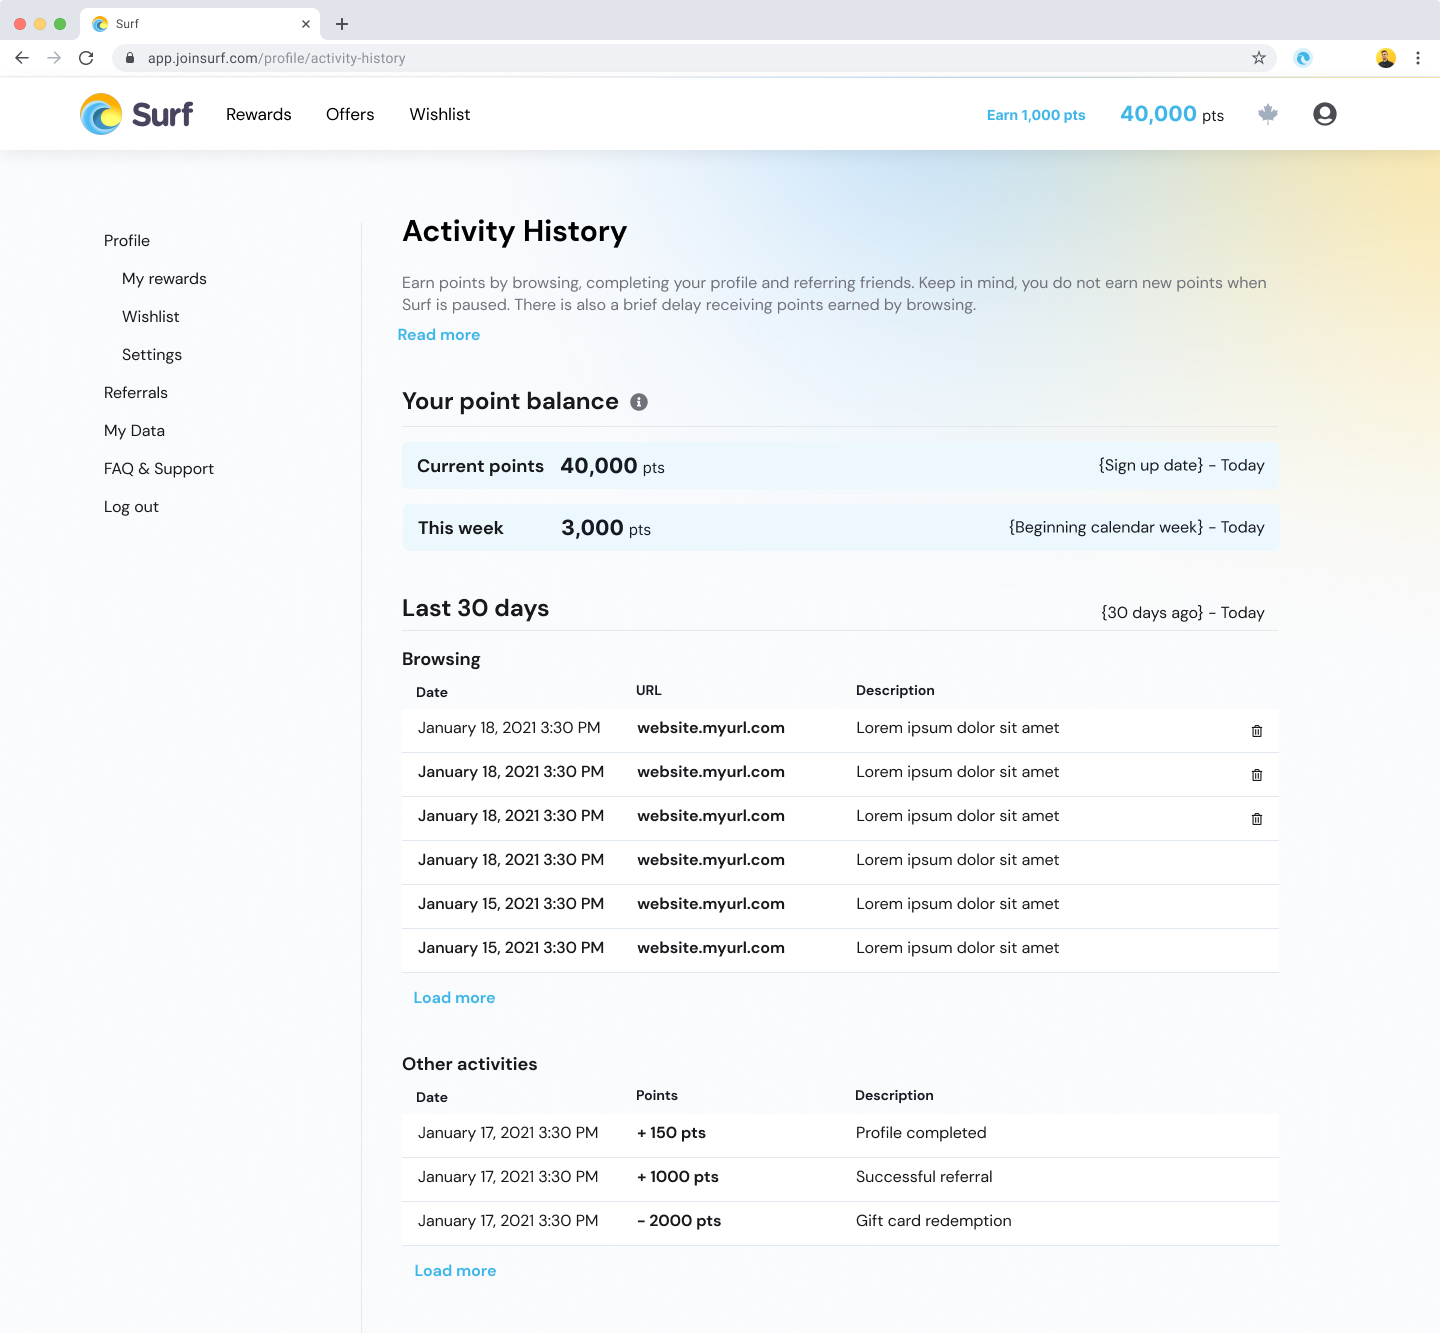 Surf
app.joinsurf.com/profile/activity-history
Surf Rewards Offers Wishlist Earn 1,000 pts 40,000 pts
Profile
My rewards
Wishlist
Settings
Referrals
My Data
FAQ & Support
Log out
Activity History
Earn points by browsing, completing your profile and referring friends. Keep in mind, you do not earn new points when
Surf is paused. There is also a brief delay receiving points earned by browsing.
Read more
Your point balance
Current points 40,000 pts {Sign up date} - Today
This week 3,000 pts {Beginning calendar week} - Today
Last 30 days {30 days ago} - Today
Browsing
Date URL Description
January 18, 2021 3:30 PM website.myurl.com Lorem ipsum dolor sit amet
January 18, 2021 3:30 PM website.myurl.com Lorem ipsum dolor sit amet
January 18, 2021 3:30 PM website.myurl.com Lorem ipsum dolor sit amet
January 18, 2021 3:30 PM website.myurl.com Lorem ipsum dolor sit amet
January 15, 2021 3:30 PM website.myurl.com Lorem ipsum dolor sit amet
January 15, 2021 3:30 PM website.myurl.com Lorem ipsum dolor sit amet
Load more
Other activities
Date Points Description
January 17, 2021 3:30 PM + 150 pts Profile completed
January 17, 2021 3:30 PM + 1000 pts Successful referral
January 17, 2021 3:30 PM - 2000 pts Gift card redemption
Load more